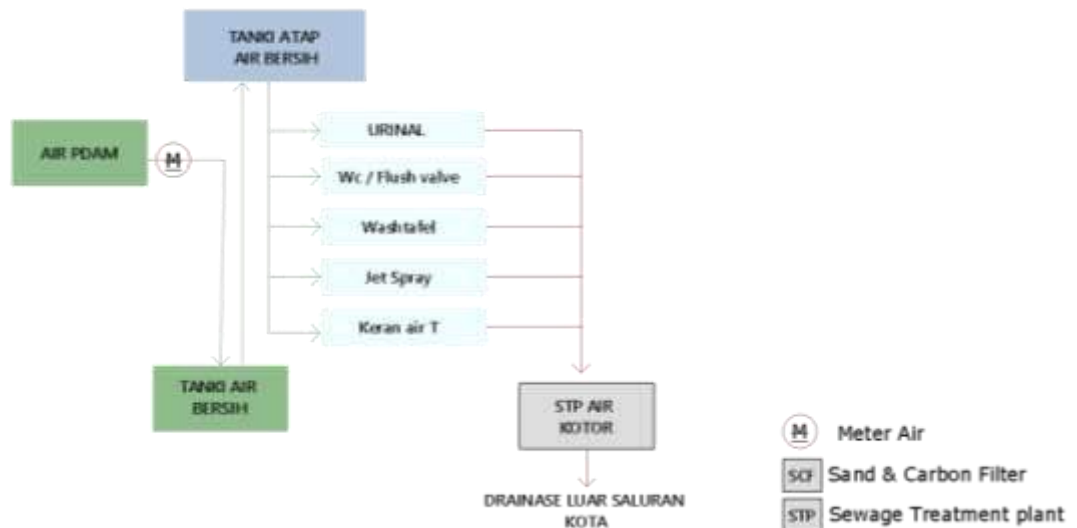 TANKI ATAP
AIR BERSIH
AIR PDAM
M
URINAL
Wc / Flush valve
Washtafel
Jet Spray
Keran air T
TANKI AIR
BERSIH
STP AIR
KOTOR
DRAINASE LUAR SALURAN
KOTA
M Meter Air
SCF Sand & Carbon Filter
STP Sewage Treatment plant